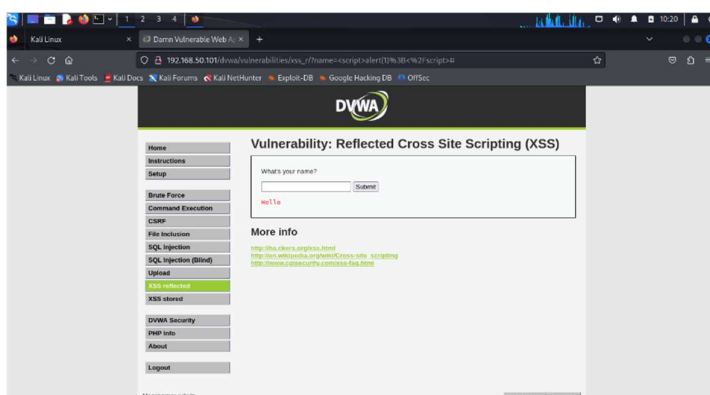 1 2 3 4
10:20
Kali Linux
Damn Vulnerable Web Ap
192.168.50.101/dvwa/vulnerabilities/xss_r/?name=<script>alert(1)%3B<%2Fscript>#
Kali Linux Kali Tools Kali Docs Kali Forums Kali NetHunter Exploit-DB Google Hacking DB OffSec
DVWA
Home
Instructions
Setup
Brute Force
Command Execution
CSRF
File Inclusion
SQL Injection
SQL Injection (Blind)
Upload
XSS reflected
XSS stored
DVWA Security
PHP Info
About
Logout
Vulnerability: Reflected Cross Site Scripting (XSS)
What's your name?
Submit
Hello
More info
http://ha.ckers.org/xss.html
http://en.wikipedia.org/wiki/Cross-site_scripting
http://www.cgisecurity.com/xss-faq.html